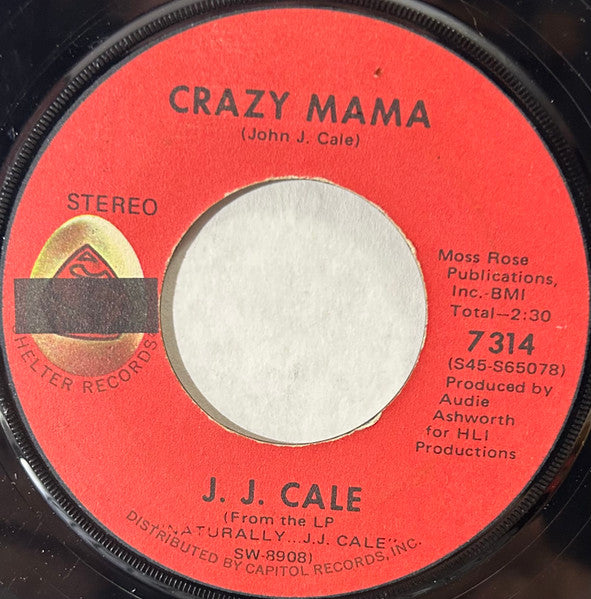 CRAZY MAMA
(John J. Cale)
STEREO
HELTER RECORDS
Moss Rose
Publications,
Inc.-BMI
Total—2:30
7314
(S45-S65078)
Produced by
Audie
Ashworth
for HLI
Productions
J. J. CALE
(From the LP
"NATURALLY...J.J. CALE"
SW-8908)
DISTRIBUTED BY CAPITOL RECORDS, INC.